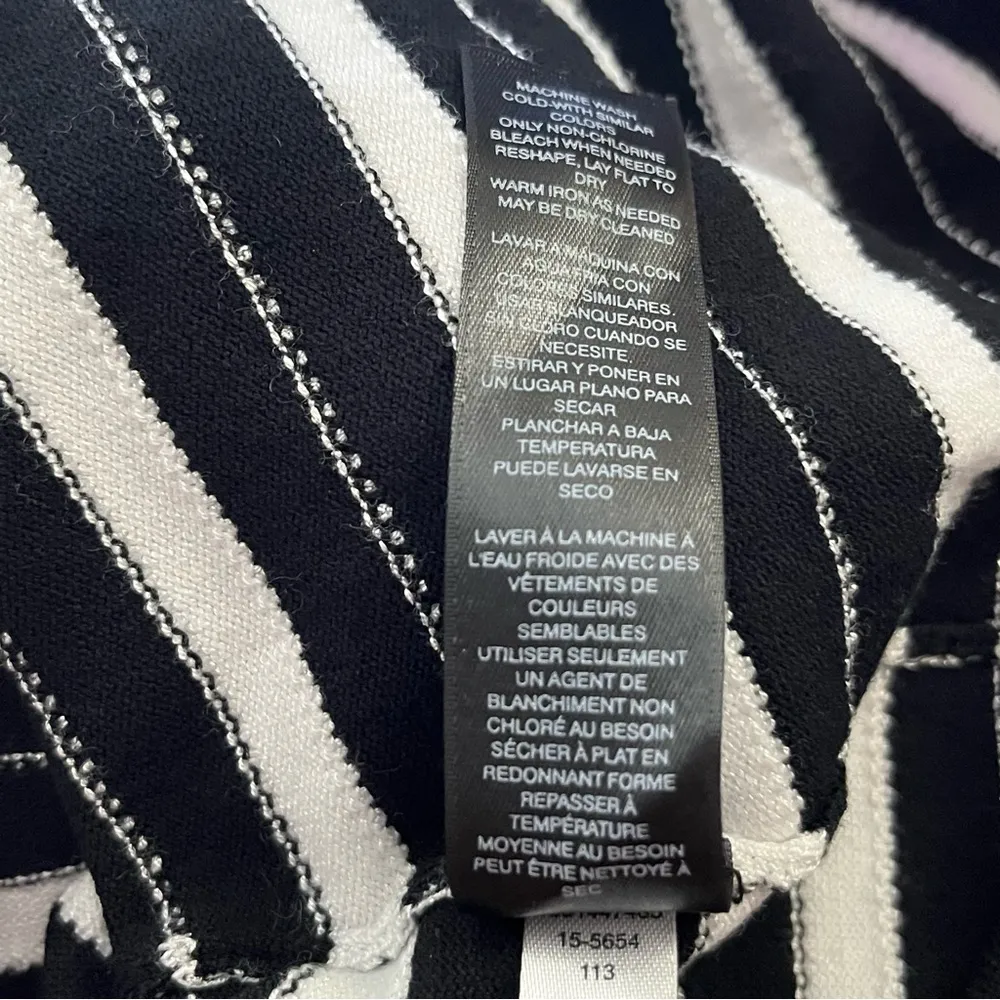 MACHINE WASH
COLD-WITH SIMILAR
COLORS
ONLY NON-CHLORINE
BLEACH WHEN NEEDED
RESHAPE, LAY FLAT TO
DRY
WARM IRON AS NEEDED
MAY BE DRY CLEANED
LAVAR A MAQUINA CON
AGUA FRIA CON
COLORES SIMILARES.
USAR BLANQUEADOR
SIN CLORO CUANDO SE
NECESITE.
ESTIRAR Y PONER EN
UN LUGAR PLANO PARA
SECAR
PLANCHAR A BAJA
TEMPERATURA
PUEDE LAVARSE EN
SECO
LAVER À LA MACHINE À
L'EAU FROIDE AVEC DES
VÊTEMENTS DE
COULEURS
SEMBLABLES
UTILISER SEULEMENT
UN AGENT DE
BLANCHIMENT NON
CHLORÉ AU BESOIN
SÉCHER À PLAT EN
REDONNANT FORME
REPASSER À
TEMPÉRATURE
MOYENNE AU BESOIN
PEUT ÊTRE NETTOYÉ À
SEC
15-5654
113